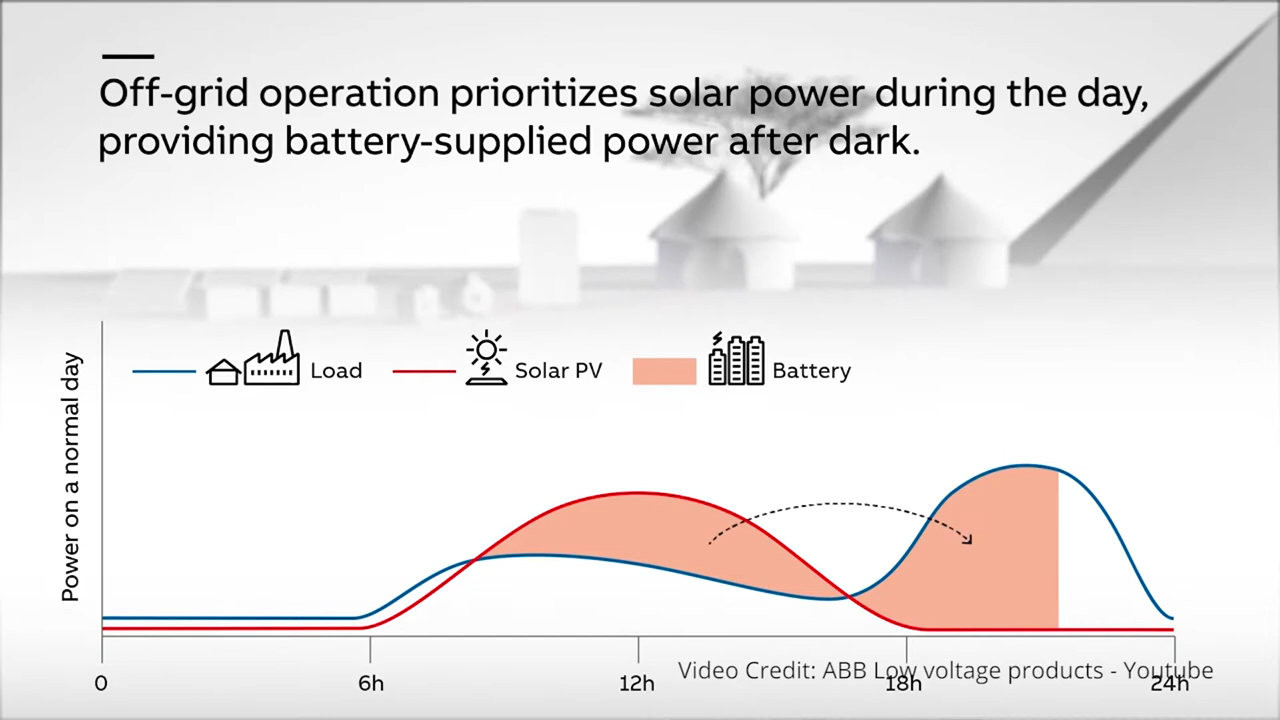 Off-grid operation prioritizes solar power during the day,
providing battery-supplied power after dark.
Load
Solar PV
Battery
Power on a normal day
0
6h
12h
18h
24h
Video Credit: ABB Low voltage products - Youtube